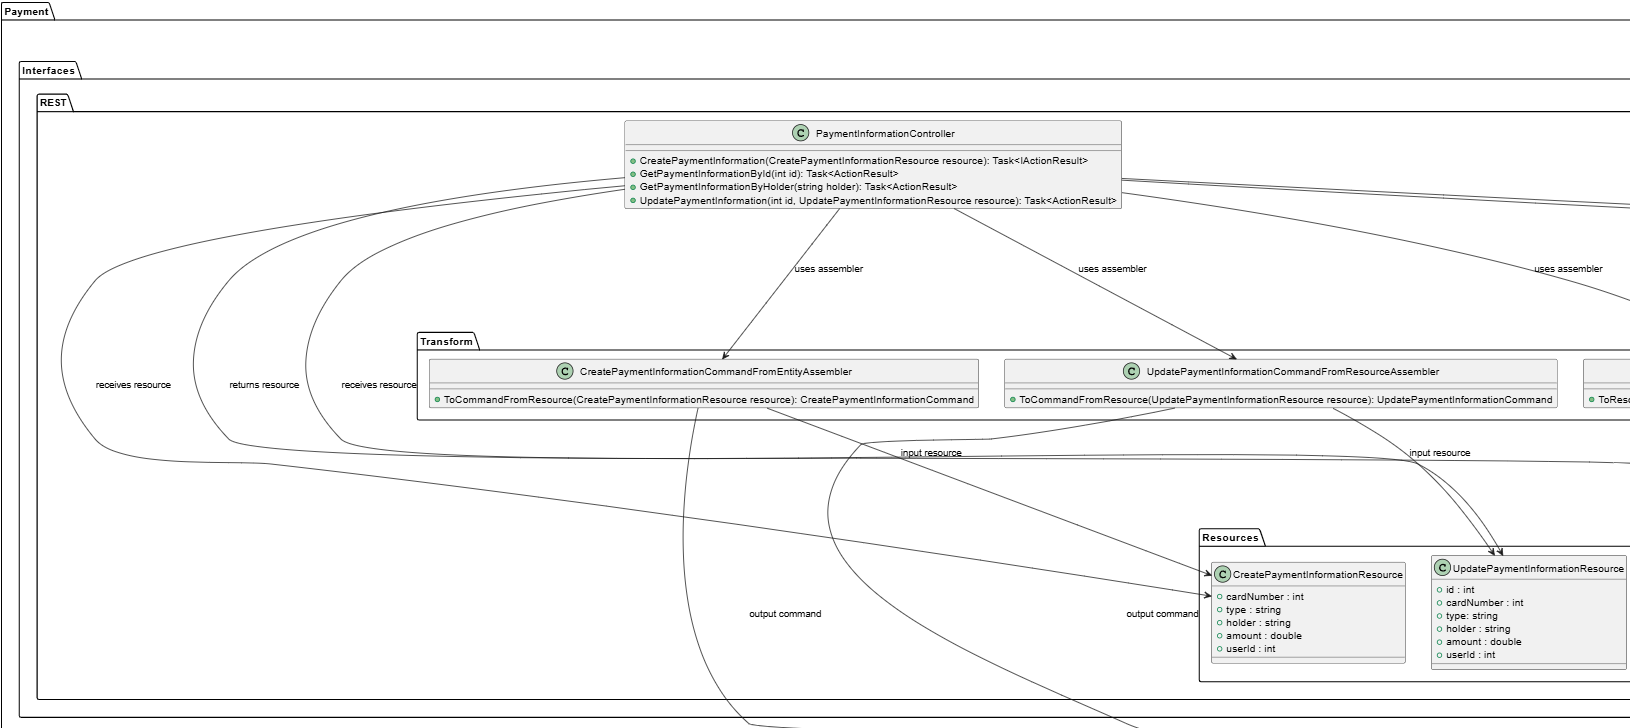 Payment
Interfaces
REST
C PaymentInformationController
CreatePaymentInformation(CreatePaymentInformationResource resource): Task<IActionResult>
GetPaymentInformationById(int id): Task<ActionResult>
GetPaymentInformationByHolder(string holder): Task<ActionResult>
UpdatePaymentInformation(int id, UpdatePaymentInformationResource resource): Task<ActionResult>
uses assembler
uses assembler
uses assembler
Transform
C CreatePaymentInformationCommandFromEntityAssembler
ToCommandFromResource(CreatePaymentInformationResource resource): CreatePaymentInformationCommand
C UpdatePaymentInformationCommandFromResourceAssembler
ToCommandFromResource(UpdatePaymentInformationResource resource): UpdatePaymentInformationCommand
ToReso
receives resource
returns resource
receives resource
input resource
input resource
Resources
C CreatePaymentInformationResource
cardNumber : int
type : string
holder : string
amount : double
userId : int
C UpdatePaymentInformationResource
id : int
cardNumber : int
type: string
holder : string
amount : double
userId : int
output command
output command